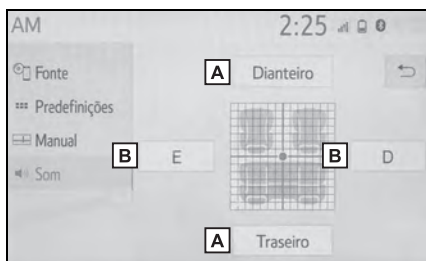 AM 2:25
Fonte
Predefinições
Manual
Som
A Dianteiro
B E
B D
A Traseiro